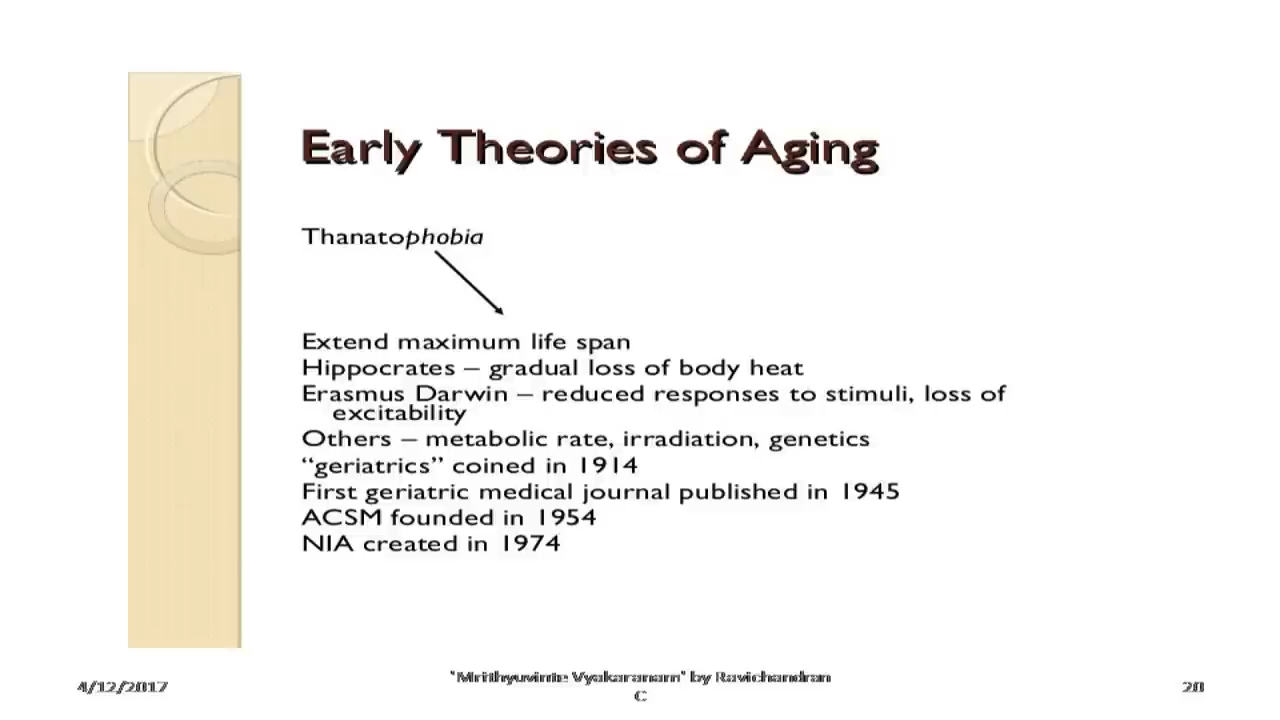 Early Theories of Aging
Thanatophobia
Extend maximum life span
Hippocrates – gradual loss of body heat
Erasmus Darwin – reduced responses to stimuli, loss of
excitability
Others – metabolic rate, irradiation, genetics
“geriatrics” coined in 1914
First geriatric medical journal published in 1945
ACSM founded in 1954
NIA created in 1974
4/12/2017
"Mrithyuvinte Vyakaranam" by Ravichandran
C
20